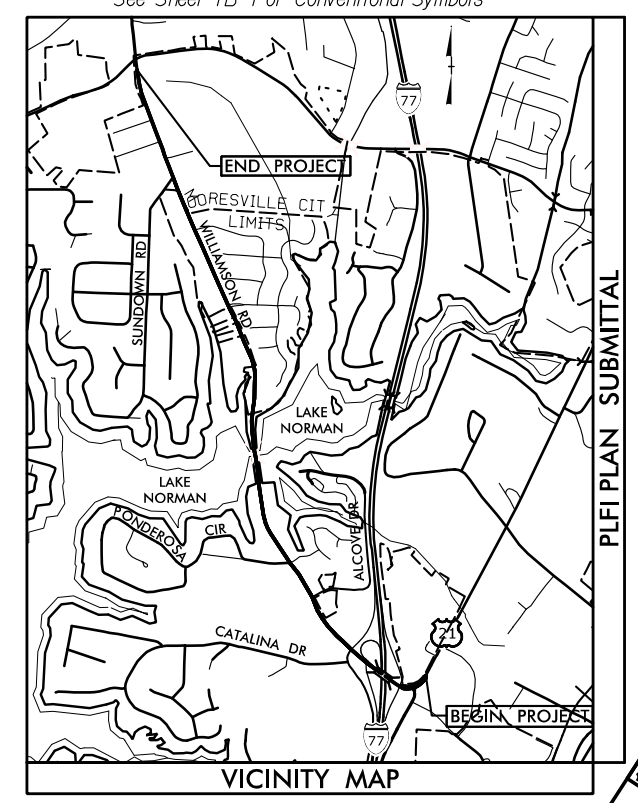 See Sheet 1B-1 For Conventional Symbols
77
END PROJECT
MOORESVILLE CIT
LIMITS
WILLIAMSON RD
SUNDOWN RD
LAKE
NORMAN
LAKE
NORMAN
PONDEROSA CIR
ALCOVE DR
CATALINA DR
21
BEGIN PROJECT
77
VICINITY MAP
PLFI PLAN SUBMITTAL